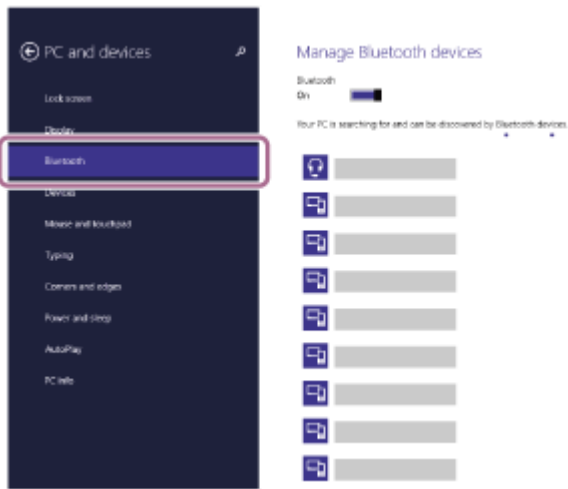 PC and devices
Lock screen
Display
Bluetooth
Devices
Mouse and touchpad
Typing
Corners and edges
Power and sleep
AutoPlay
PC info
Manage Bluetooth devices
Bluetooth
On
Your PC is searching for and can be discovered by Bluetooth devices.